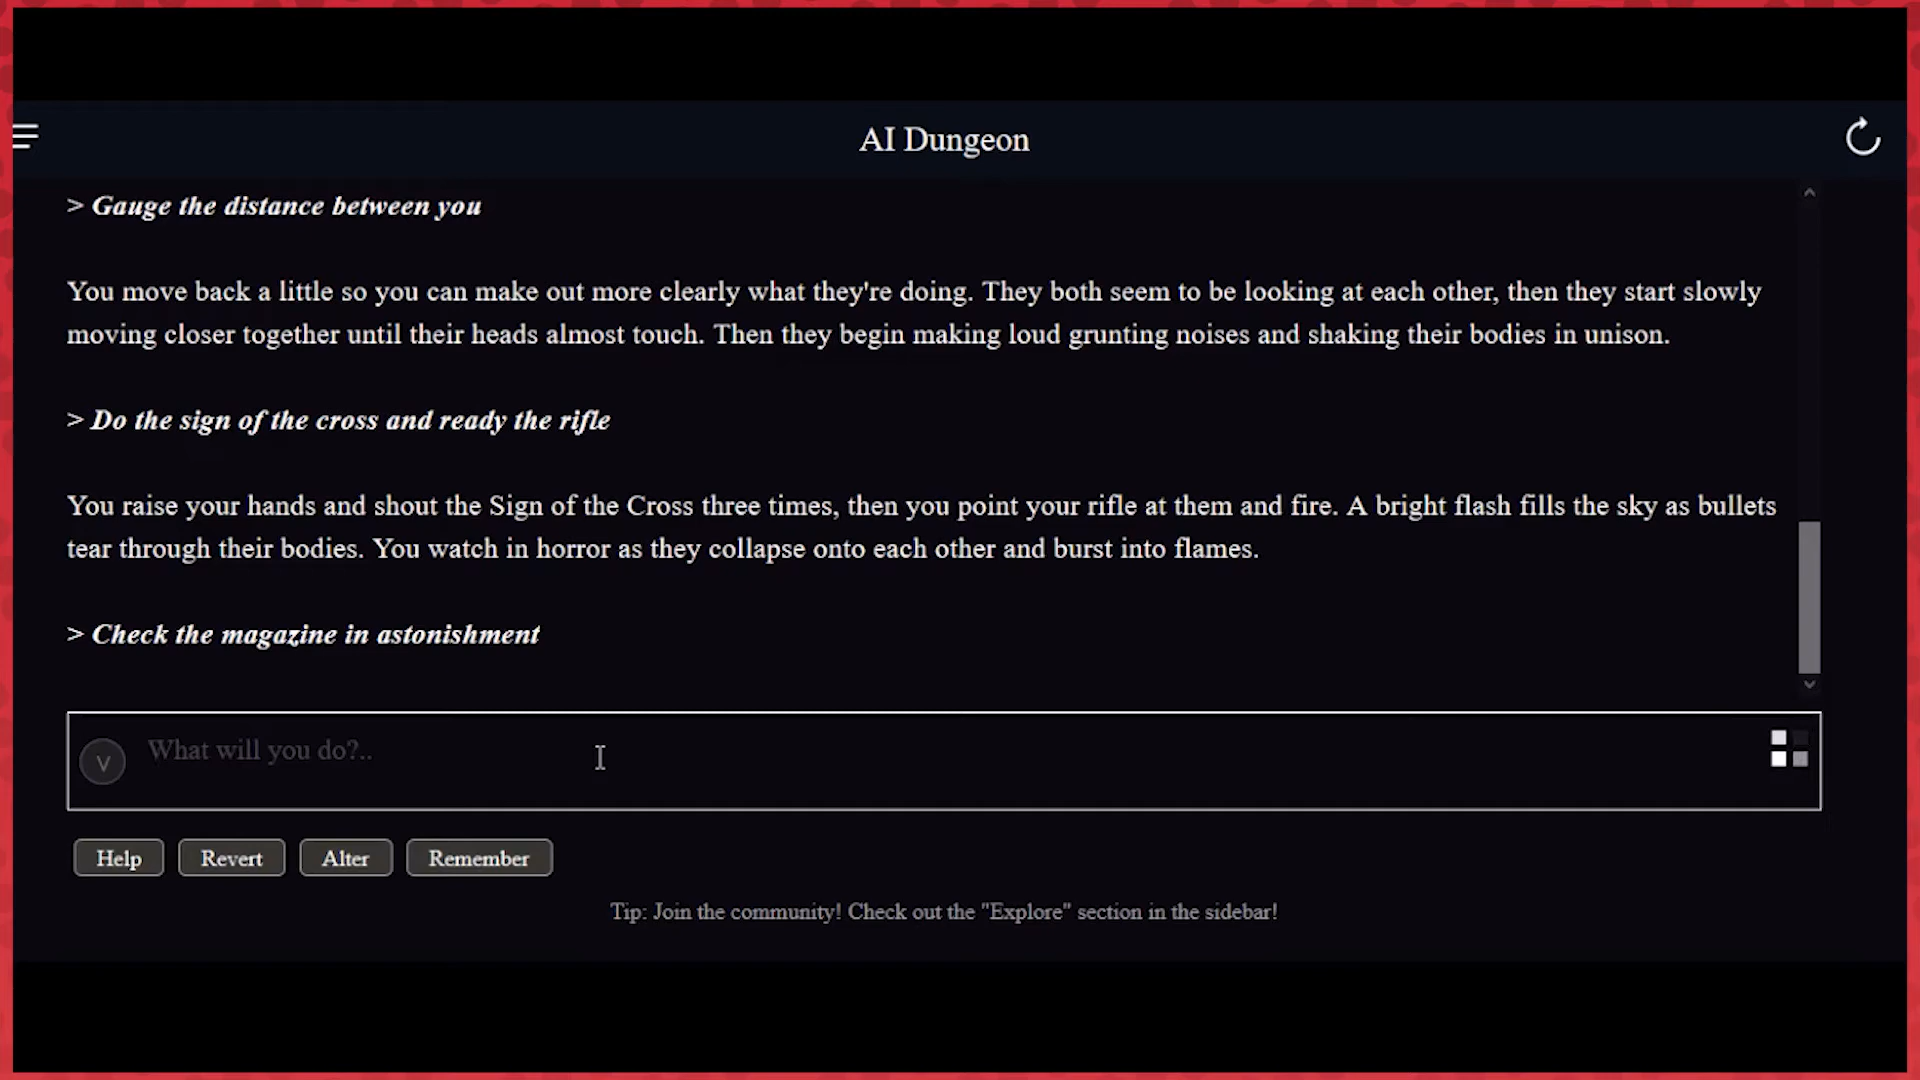 AI Dungeon
> Gauge the distance between you
You move back a little so you can make out more clearly what they're doing. They both seem to be looking at each other, then they start slowly
moving closer together until their heads almost touch. Then they begin making loud grunting noises and shaking their bodies in unison.
> Do the sign of the cross and ready the rifle
You raise your hands and shout the Sign of the Cross three times, then you point your rifle at them and fire. A bright flash fills the sky as bullets
tear through their bodies. You watch in horror as they collapse onto each other and burst into flames.
> Check the magazine in astonishment
v What will you do?..
Help Revert Alter Remember
Tip: Join the community! Check out the "Explore" section in the sidebar!